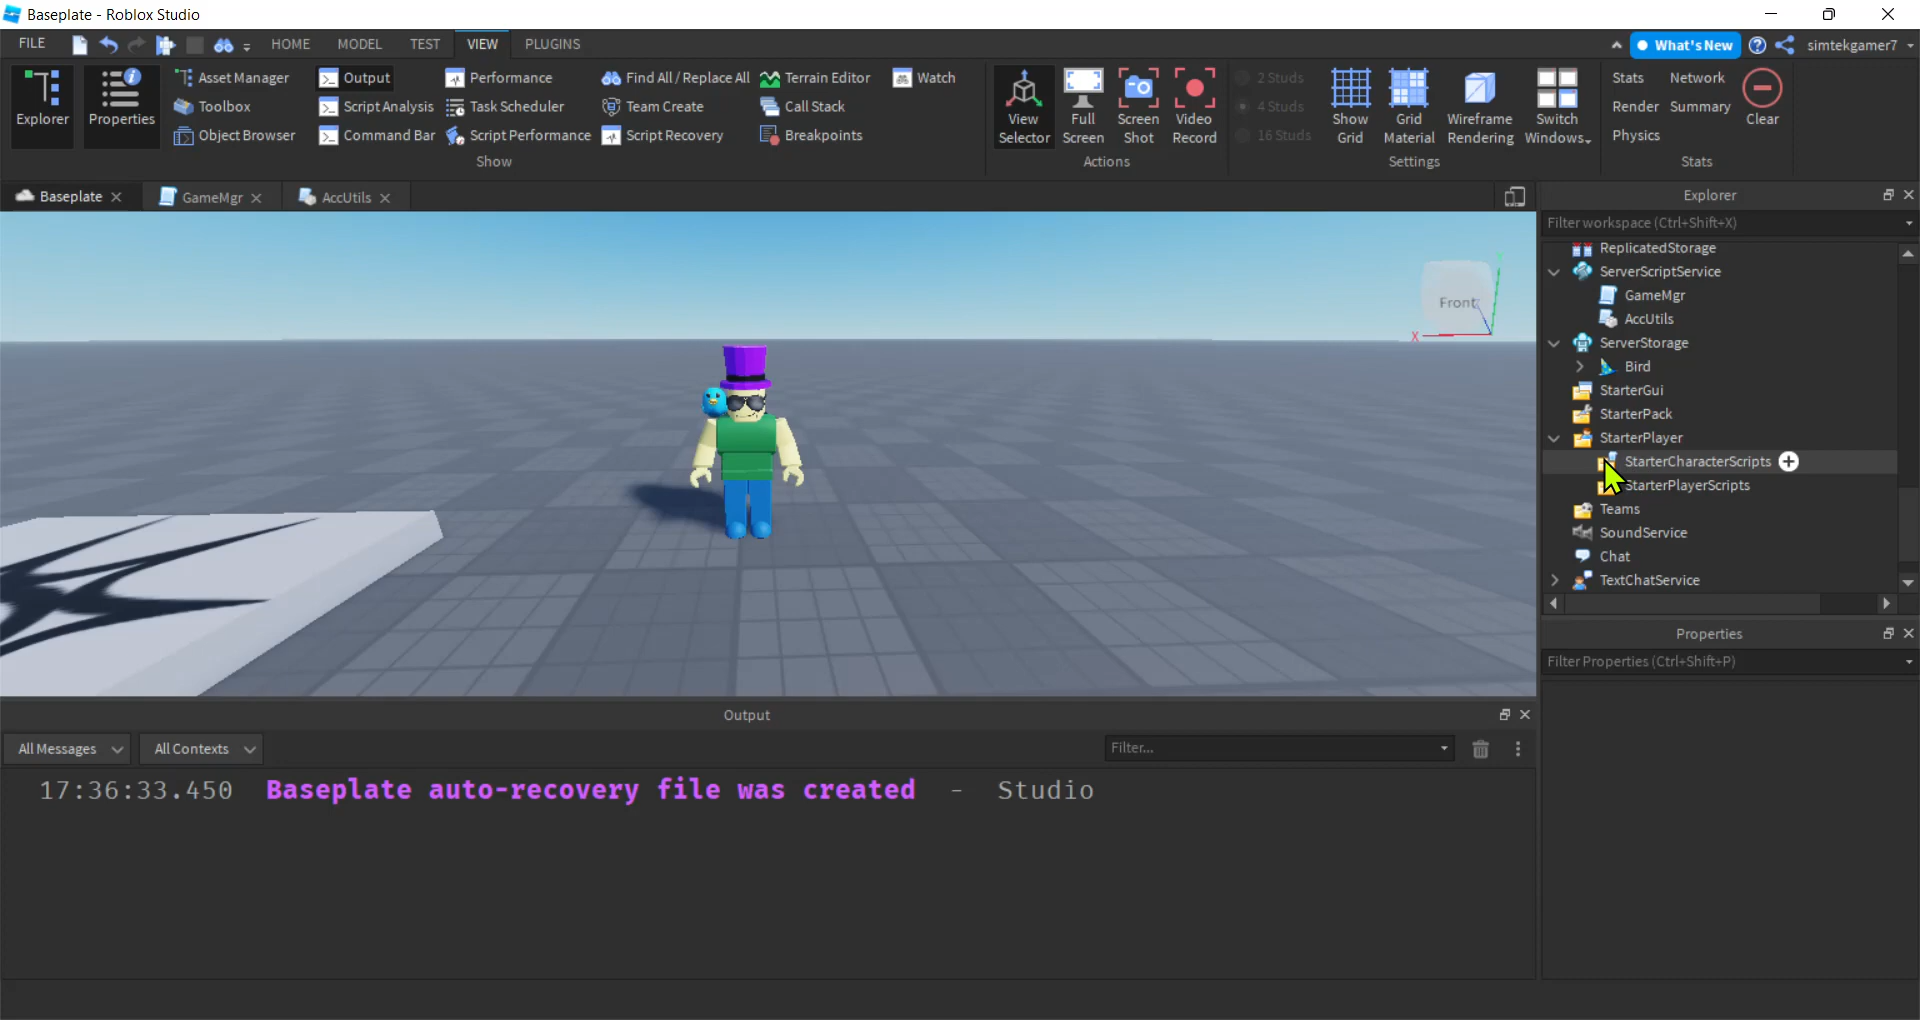 Baseplate - Roblox Studio
FILE HOME MODEL TEST VIEW PLUGINS What's New simtekgamer7
Explorer
Properties
Asset Manager
Toolbox
Object Browser
Output
Script Analysis
Command Bar
Performance
Task Scheduler
Script Performance
Find All / Replace All
Team Create
Script Recovery
Terrain Editor
Call Stack
Breakpoints
Watch
Show
View
Selector
Full
Screen
Screen
Shot
Video
Record
Actions
2 Studs
4 Studs
16 Studs
Show
Grid
Grid
Material
Wireframe
Rendering
Switch
Windows
Settings
Stats
Render
Physics
Network
Summary
Clear
Stats
Baseplate GameMgr AccUtils
Front
X
Explorer
Filter workspace (Ctrl+Shift+X)
ReplicatedStorage
ServerScriptService
GameMgr
AccUtils
ServerStorage
Bird
StarterGui
StarterPack
StarterPlayer
StarterCharacterScripts
StarterPlayerScripts
Teams
SoundService
Chat
TextChatService
Properties
Filter Properties (Ctrl+Shift+P)
Output
All Messages All Contexts Filter...
17:36:33.450 Baseplate auto-recovery file was created - Studio